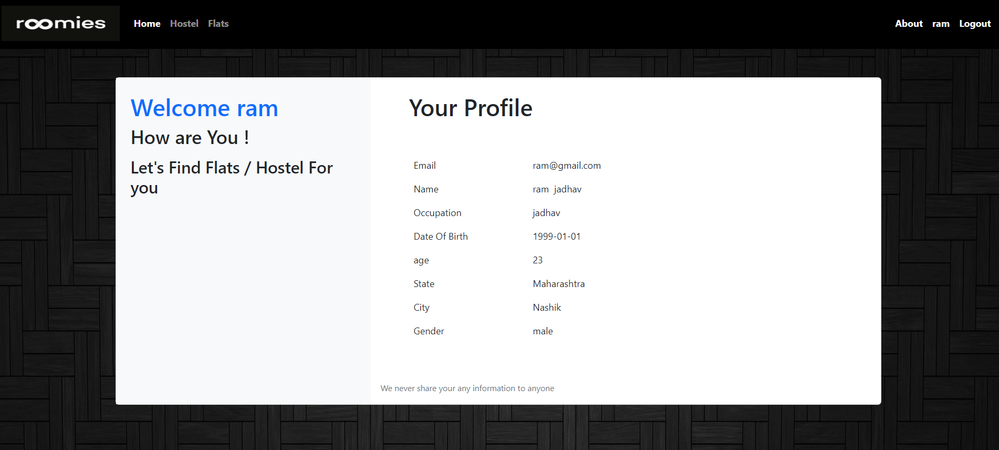 roomies Home Hostel Flats About ram Logout
Welcome ram
How are You !
Let's Find Flats / Hostel For
you
Your Profile
Email ram@gmail.com
Name ram jadhav
Occupation jadhav
Date Of Birth 1999-01-01
age 23
State Maharashtra
City Nashik
Gender male
We never share your any information to anyone